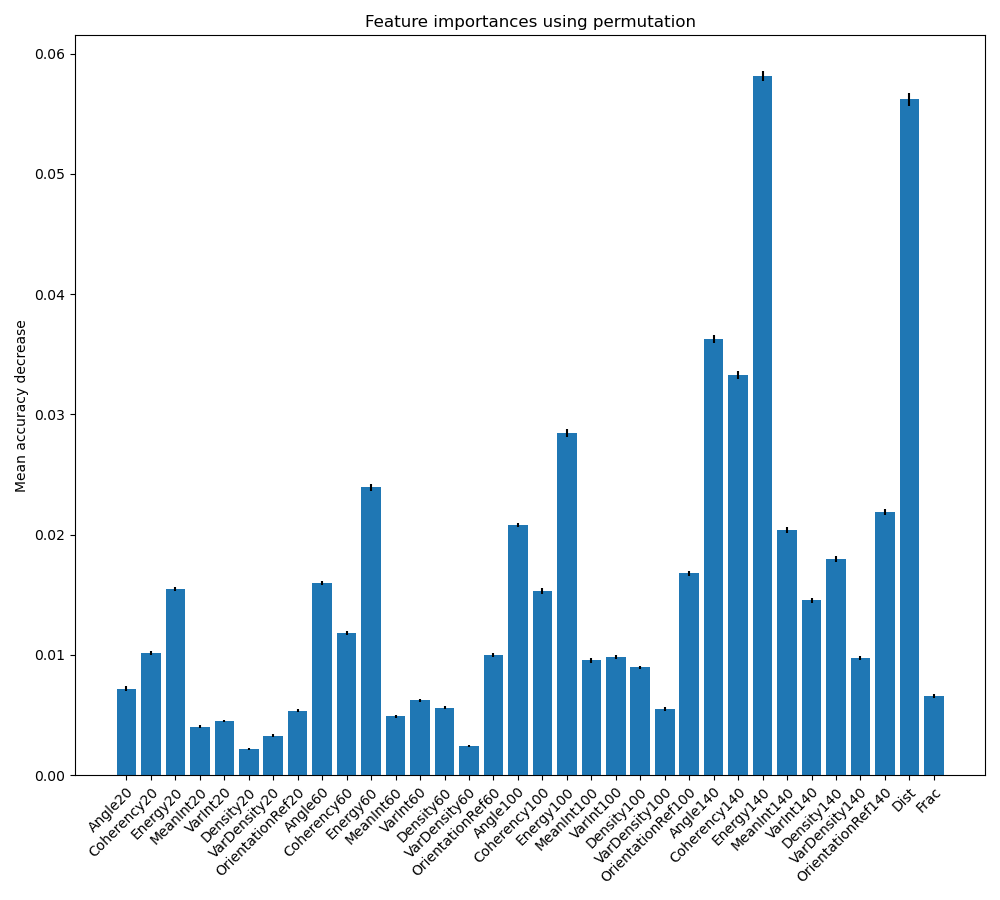 Feature importances using permutation
Mean accuracy decrease
0.06
0.05
0.04
0.03
0.02
0.01
0.00
Angle20
Coherency20
Energy20
MeanInt20
VarInt20
Density20
VarDensity20
OrientationRef20
Angle60
Coherency60
Energy60
MeanInt60
VarInt60
Density60
VarDensity60
OrientationRef60
Angle100
Coherency100
Energy100
MeanInt100
VarInt100
Density100
VarDensity100
OrientationRef100
Angle140
Coherency140
Energy140
MeanInt140
VarInt140
Density140
VarDensity140
OrientationRef140
Dist
Frac